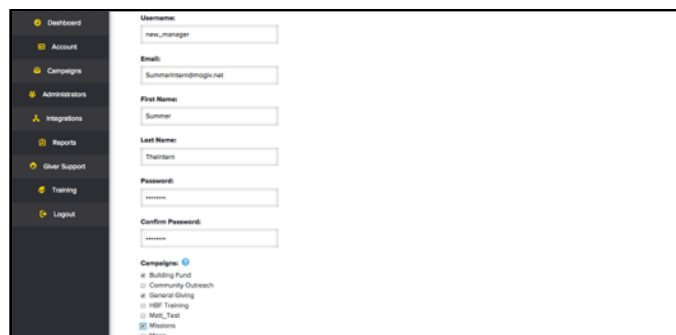 Dashboard
Account
Campaigns
Administrators
Integrations
Reports
Giver Support
Training
Logout
Username:
new_manager
Email:
SummerIntern@mogiv.net
First Name:
Summer
Last Name:
TheIntern
Password:
••••••••
Confirm Password:
••••••••
Campaigns: ?
Building Fund
Community Outreach
General Giving
HBF Training
Matt_Test
Missions